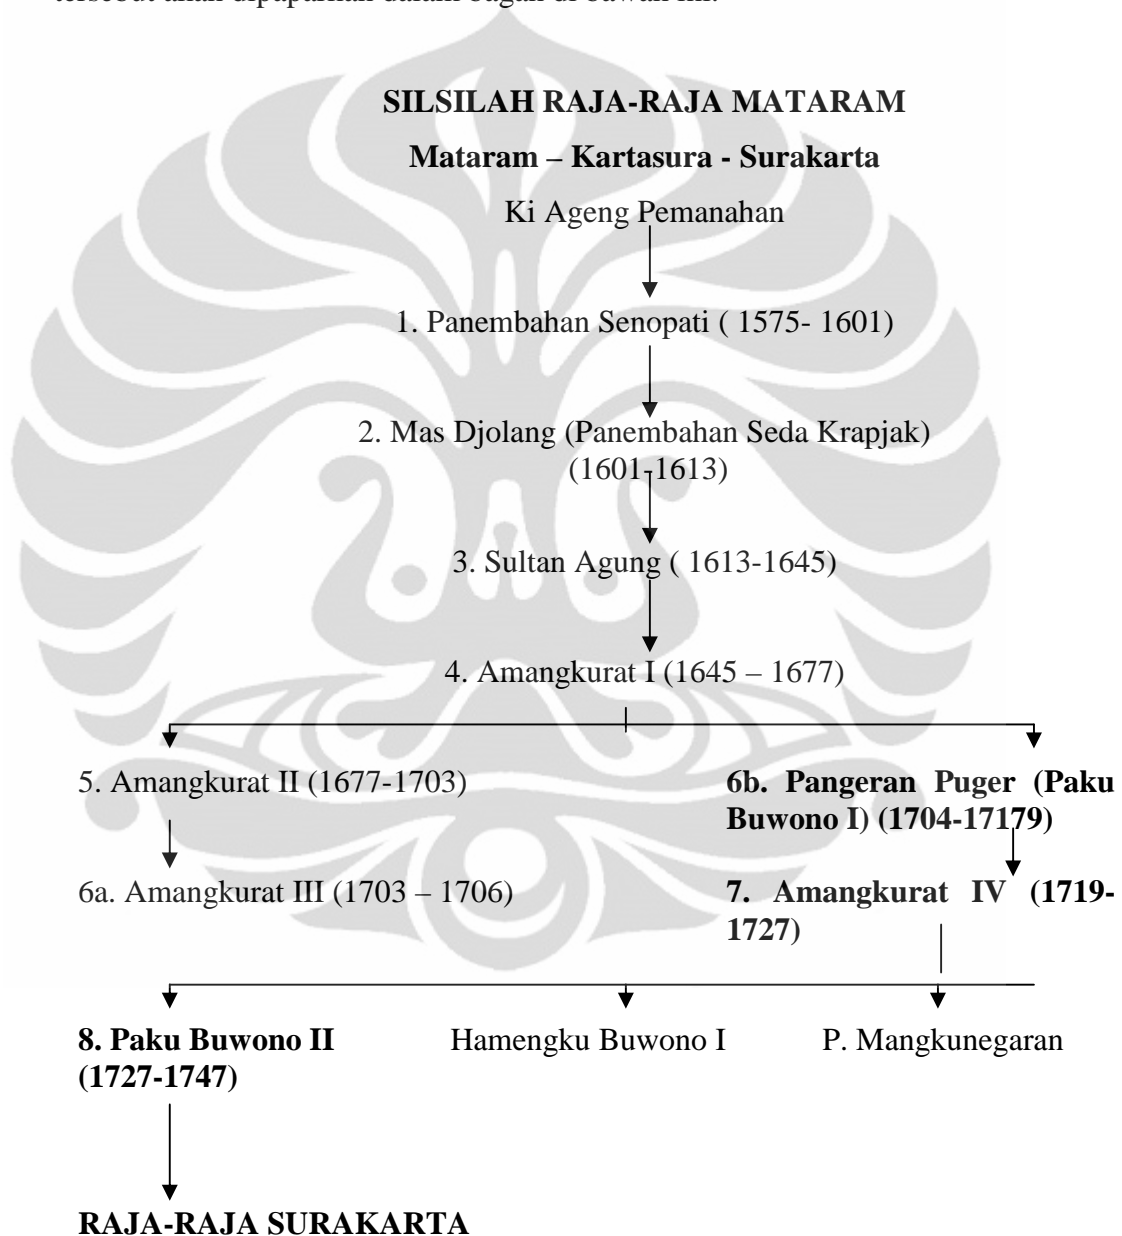 tersebut akan dipaparkan dalam bagan di bawah ini.
SILSILAH RAJA-RAJA MATARAM
Mataram – Kartasura - Surakarta
Ki Ageng Pemanahan
1. Panembahan Senopati ( 1575- 1601)
2. Mas Djolang (Panembahan Seda Krapjak)
(1601-1613)
3. Sultan Agung ( 1613-1645)
4. Amangkurat I (1645 – 1677)
5. Amangkurat II (1677-1703)
6b. Pangeran Puger (Paku
Buwono I) (1704-17179)
6a. Amangkurat III (1703 – 1706)
7. Amangkurat IV (1719-
1727)
8. Paku Buwono II
(1727-1747)
Hamengku Buwono I
P. Mangkunegaran
RAJA-RAJA SURAKARTA